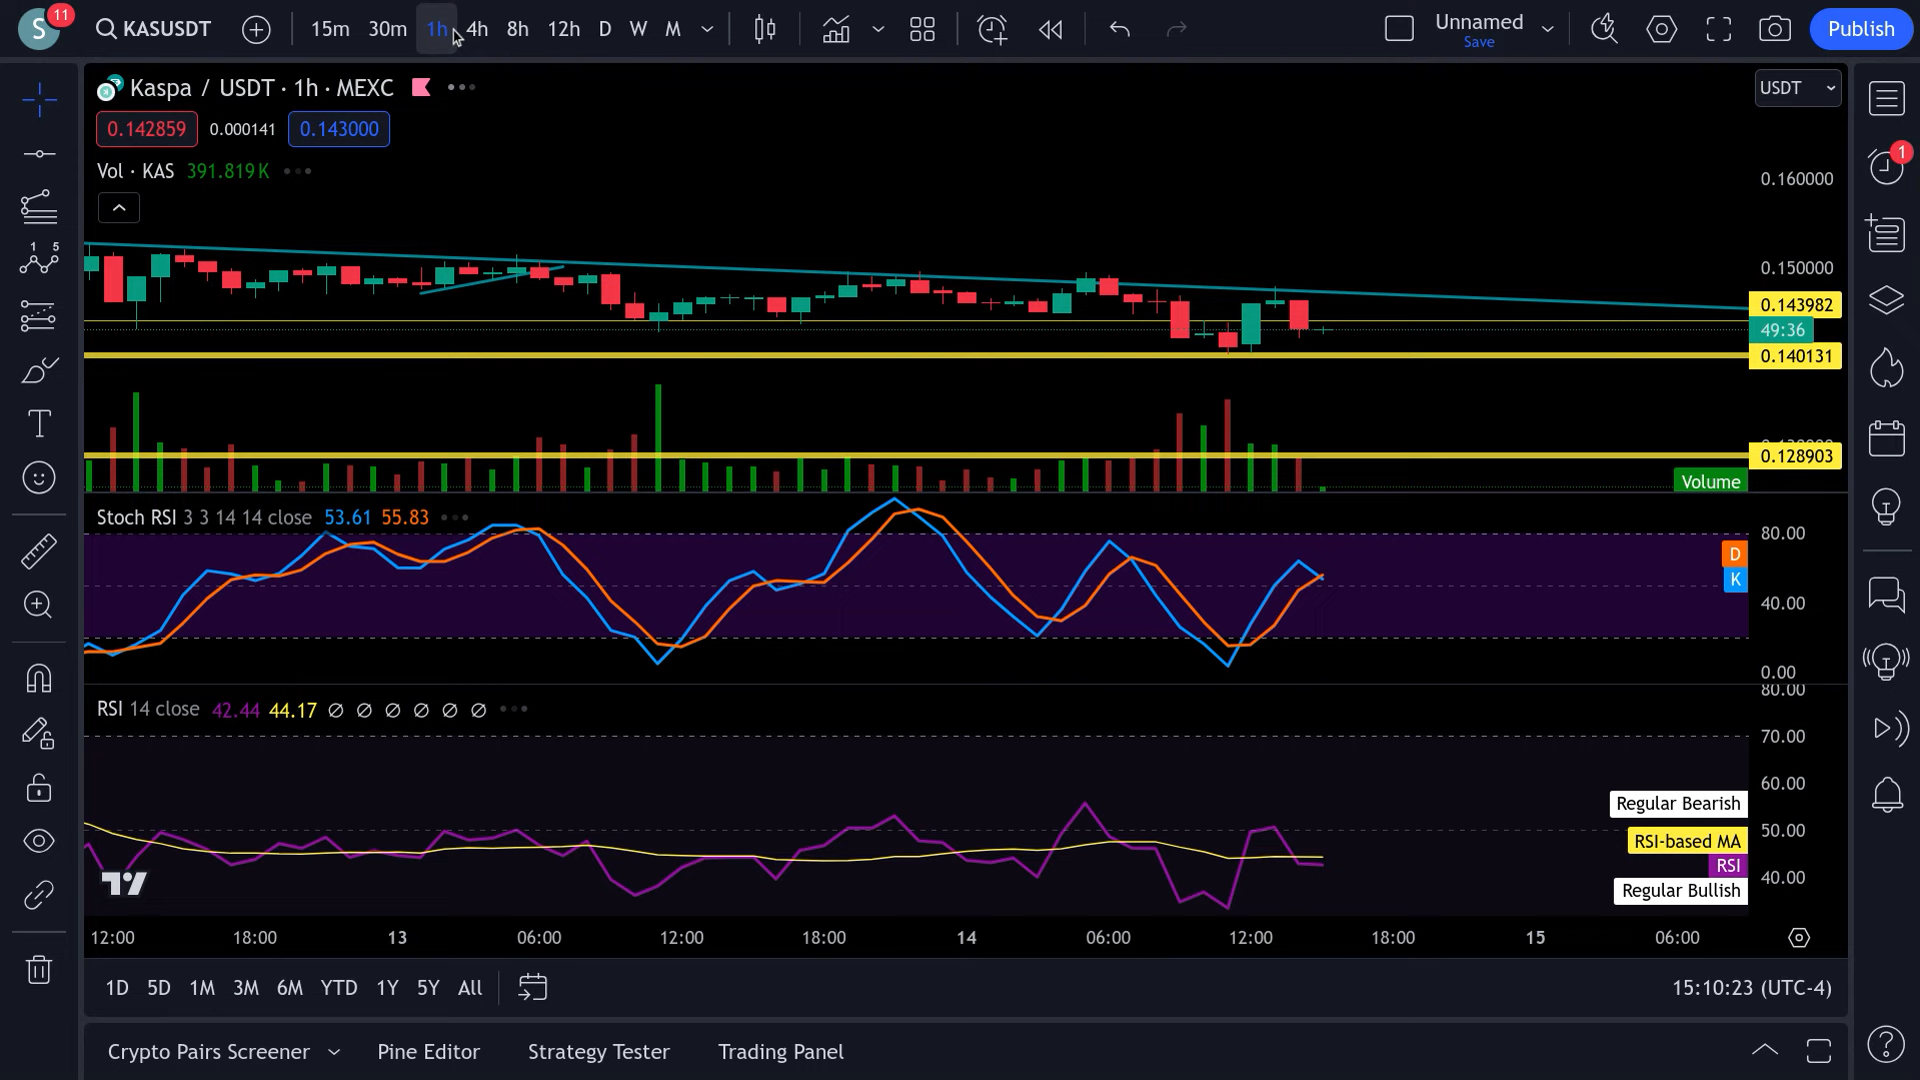 S 11 KASUSDT 15m 30m 1h 4h 8h 12h D W M Unnamed Publish
Save
Kaspa / USDT · 1h · MEXC USDT
0.142859 0.000141 0.143000
Vol · KAS 391.819K
1
0.160000
1 5
0.150000
0.143982
49:36
0.140131
0.128903
Volume
Stoch RSI 3 3 14 14 close 53.61 55.83
80.00
D
K
40.00
0.00
80.00
RSI 14 close 42.44 44.17 ∅ ∅ ∅ ∅ ∅ ∅
70.00
60.00
Regular Bearish
50.00
RSI-based MA
RSI
40.00
Regular Bullish
12:00 18:00 13 06:00 12:00 18:00 14 06:00 12:00 18:00 15 06:00
1D 5D 1M 3M 6M YTD 1Y 5Y All 15:10:23 (UTC-4)
Crypto Pairs Screener Pine Editor Strategy Tester Trading Panel